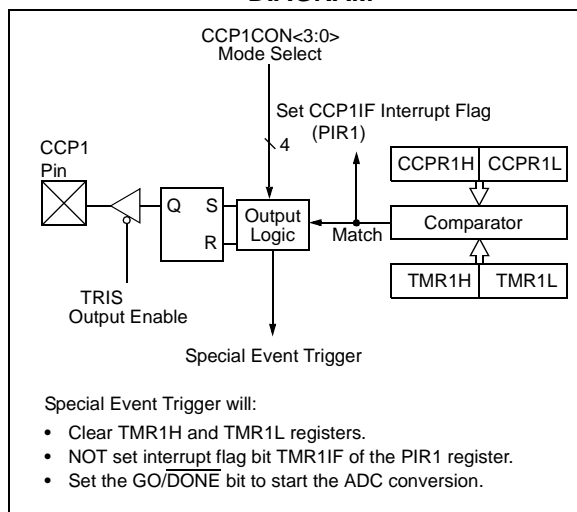 CCP1CON<3:0>
Mode Select
Set CCP1IF Interrupt Flag
(PIR1)
4
CCP1
Pin
CCPR1H CCPR1L
Q S
R
Output
Logic
Match
Comparator
TMR1H TMR1L
TRIS
Output Enable
Special Event Trigger
Special Event Trigger will:
• Clear TMR1H and TMR1L registers.
• NOT set interrupt flag bit TMR1IF of the PIR1 register.
• Set the GO/DONE bit to start the ADC conversion.